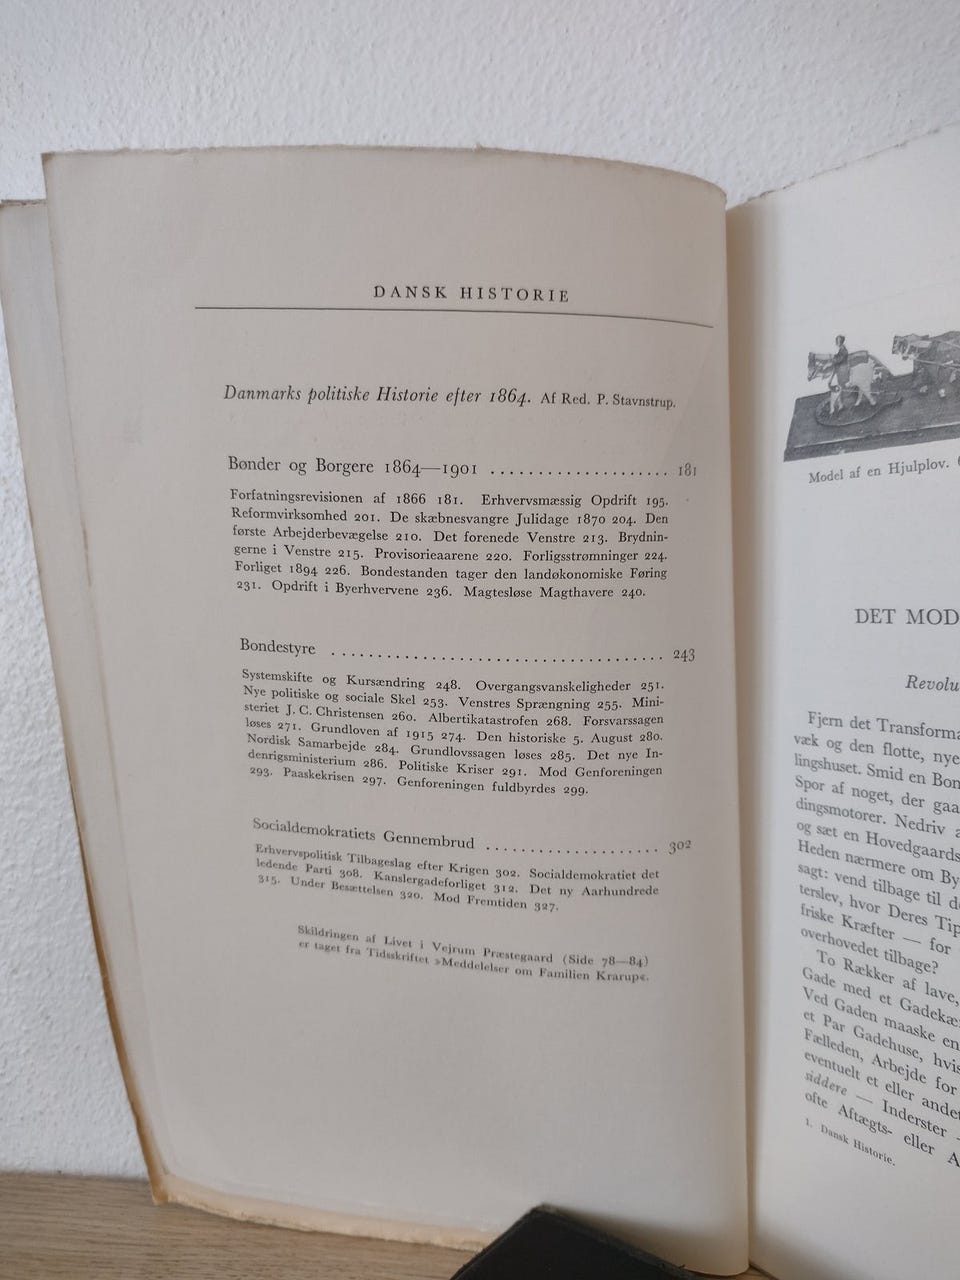 DANSK HISTORIE
Danmarks politiske Historie efter 1864. Af Red. P. Stavnstrup.
Bønder og Borgere 1864—1901 .................... 181
Forfatningsrevisionen af 1866 181. Erhvervsmæssig Opdrift 195.
Reformvirksomhed 201. De skæbnesvangre Julidage 1870 204. Den
første Arbejderbevægelse 210. Det forenede Venstre 213. Brydnin-
gerne i Venstre 215. Provisorieaarene 220. Forligsstrømninger 224.
Forliget 1894 226. Bondestanden tager den landøkonomiske Føring
231. Opdrift i Byerhvervene 236. Magtesløse Magthavere 240.
Bondestyre ..................................... 243
Systemskifte og Kursændring 248. Overgangsvanskeligheder 251.
Nye politiske og sociale Skel 253. Venstres Sprængning 255. Mini-
steriet J. C. Christensen 260. Albertikatastrofen 268. Forsvarssagen
løses 271. Grundloven af 1915 274. Den historiske 5. August 280.
Nordisk Samarbejde 284. Grundlovssagen løses 285. Det nye In-
denrigsministerium 286. Politiske Kriser 291. Mod Genforeningen
293. Paaskekrisen 297. Genforeningen fuldbyrdes 299.
Socialdemokratiets Gennembrud .................... 302
Erhvervspolitisk Tilbageslag efter Krigen 302. Socialdemokratiet det
ledende Parti 308. Kanslergadeforliget 312. Det ny Aarhundrede
315. Under Besættelsen 320. Mod Fremtiden 327.
Skildringen af Livet i Vejrum Præstegaard (Side 78—84)
er taget fra Tidsskriftet »Meddelelser om Familien Krarup«.
Model af en Hjulplov.
DET MOD
Revolu
Fjern det Transforma
væk og den flotte, nye
lingshuset. Smid en Bon
Spor af noget, der gaa
dingsmotorer. Nedriv a
og sæt en Hovedgaards
Heden nærmere om By
sagt: vend tilbage til d
terslev, hvor Deres Tip
friske Kræfter — for
overhovedet tilbage?
To Rækker af lave,
Gade med et Gadekæ
Ved Gaden maaske en
et Par Gadehuse, hvis
Fælleden, Arbejde for
eventuelt et eller andet
siddere — Inderster
ofte Aftægts- eller A
1. Dansk Historie.